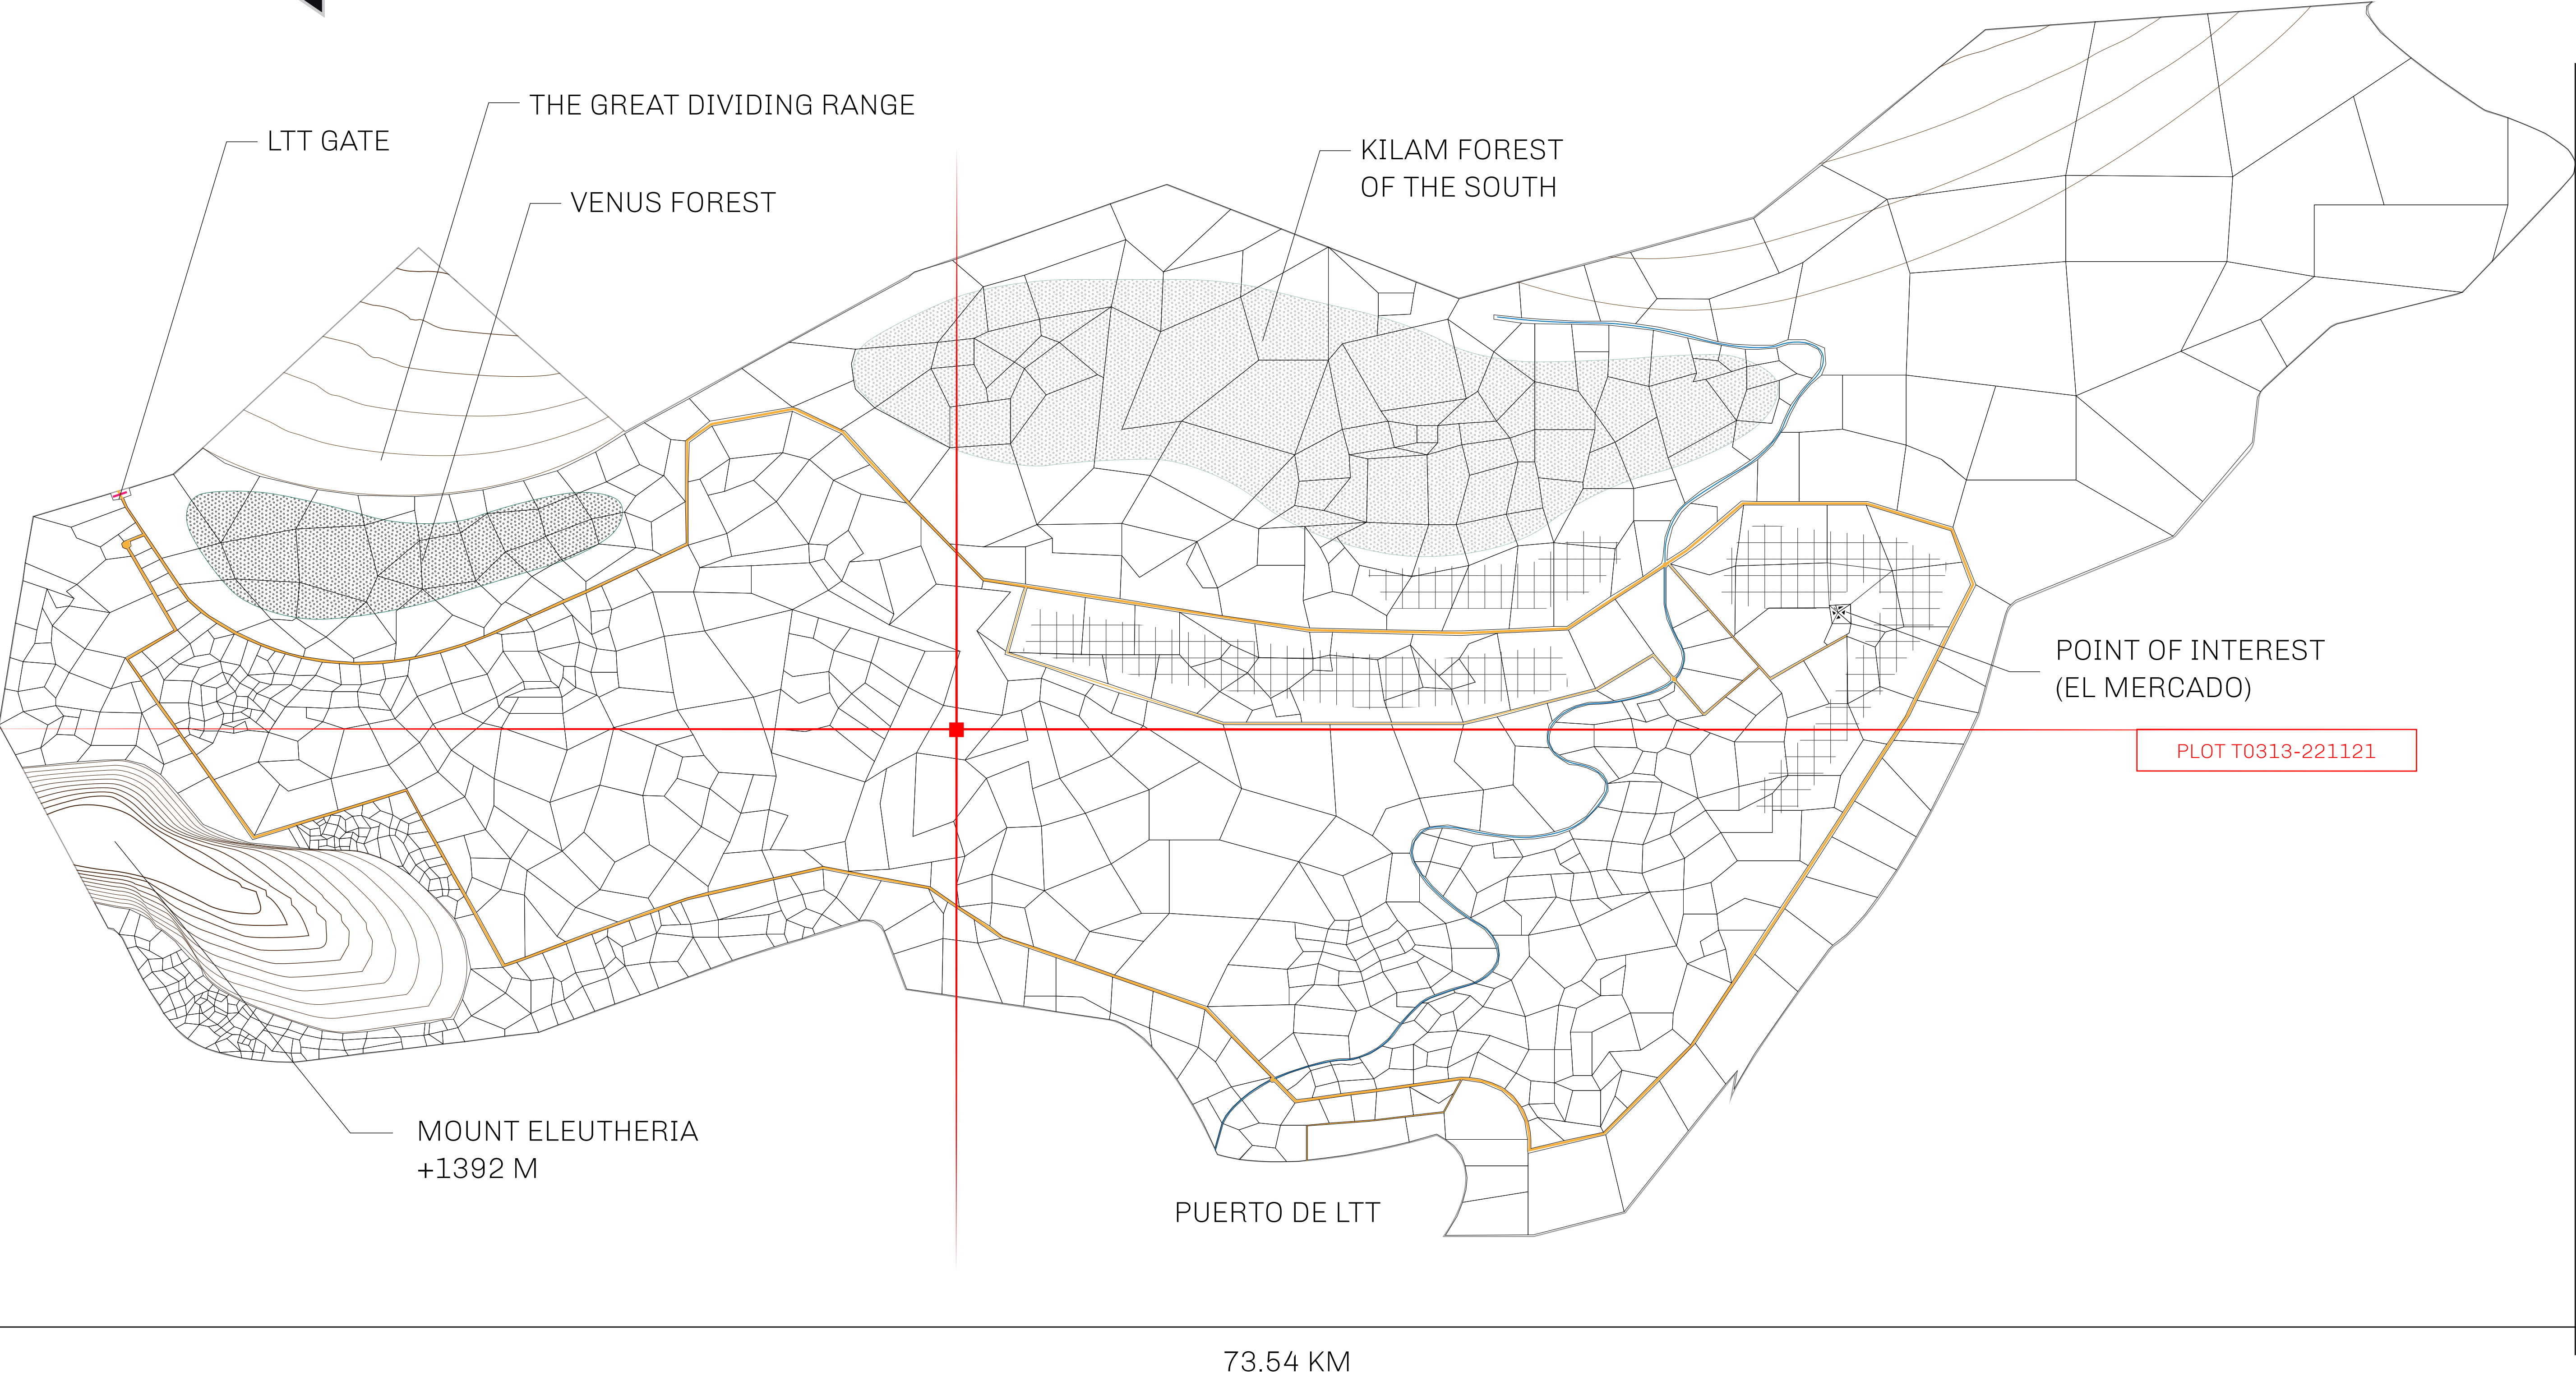 THE GREAT DIVIDING RANGE
LTT GATE
KILAM FOREST
OF THE SOUTH
VENUS FOREST
POINT OF INTEREST
(EL MERCADO)
PLOT T0313-221121
MOUNT ELEUTHERIA
+1392 M
PUERTO DE LTT
73.54 KM